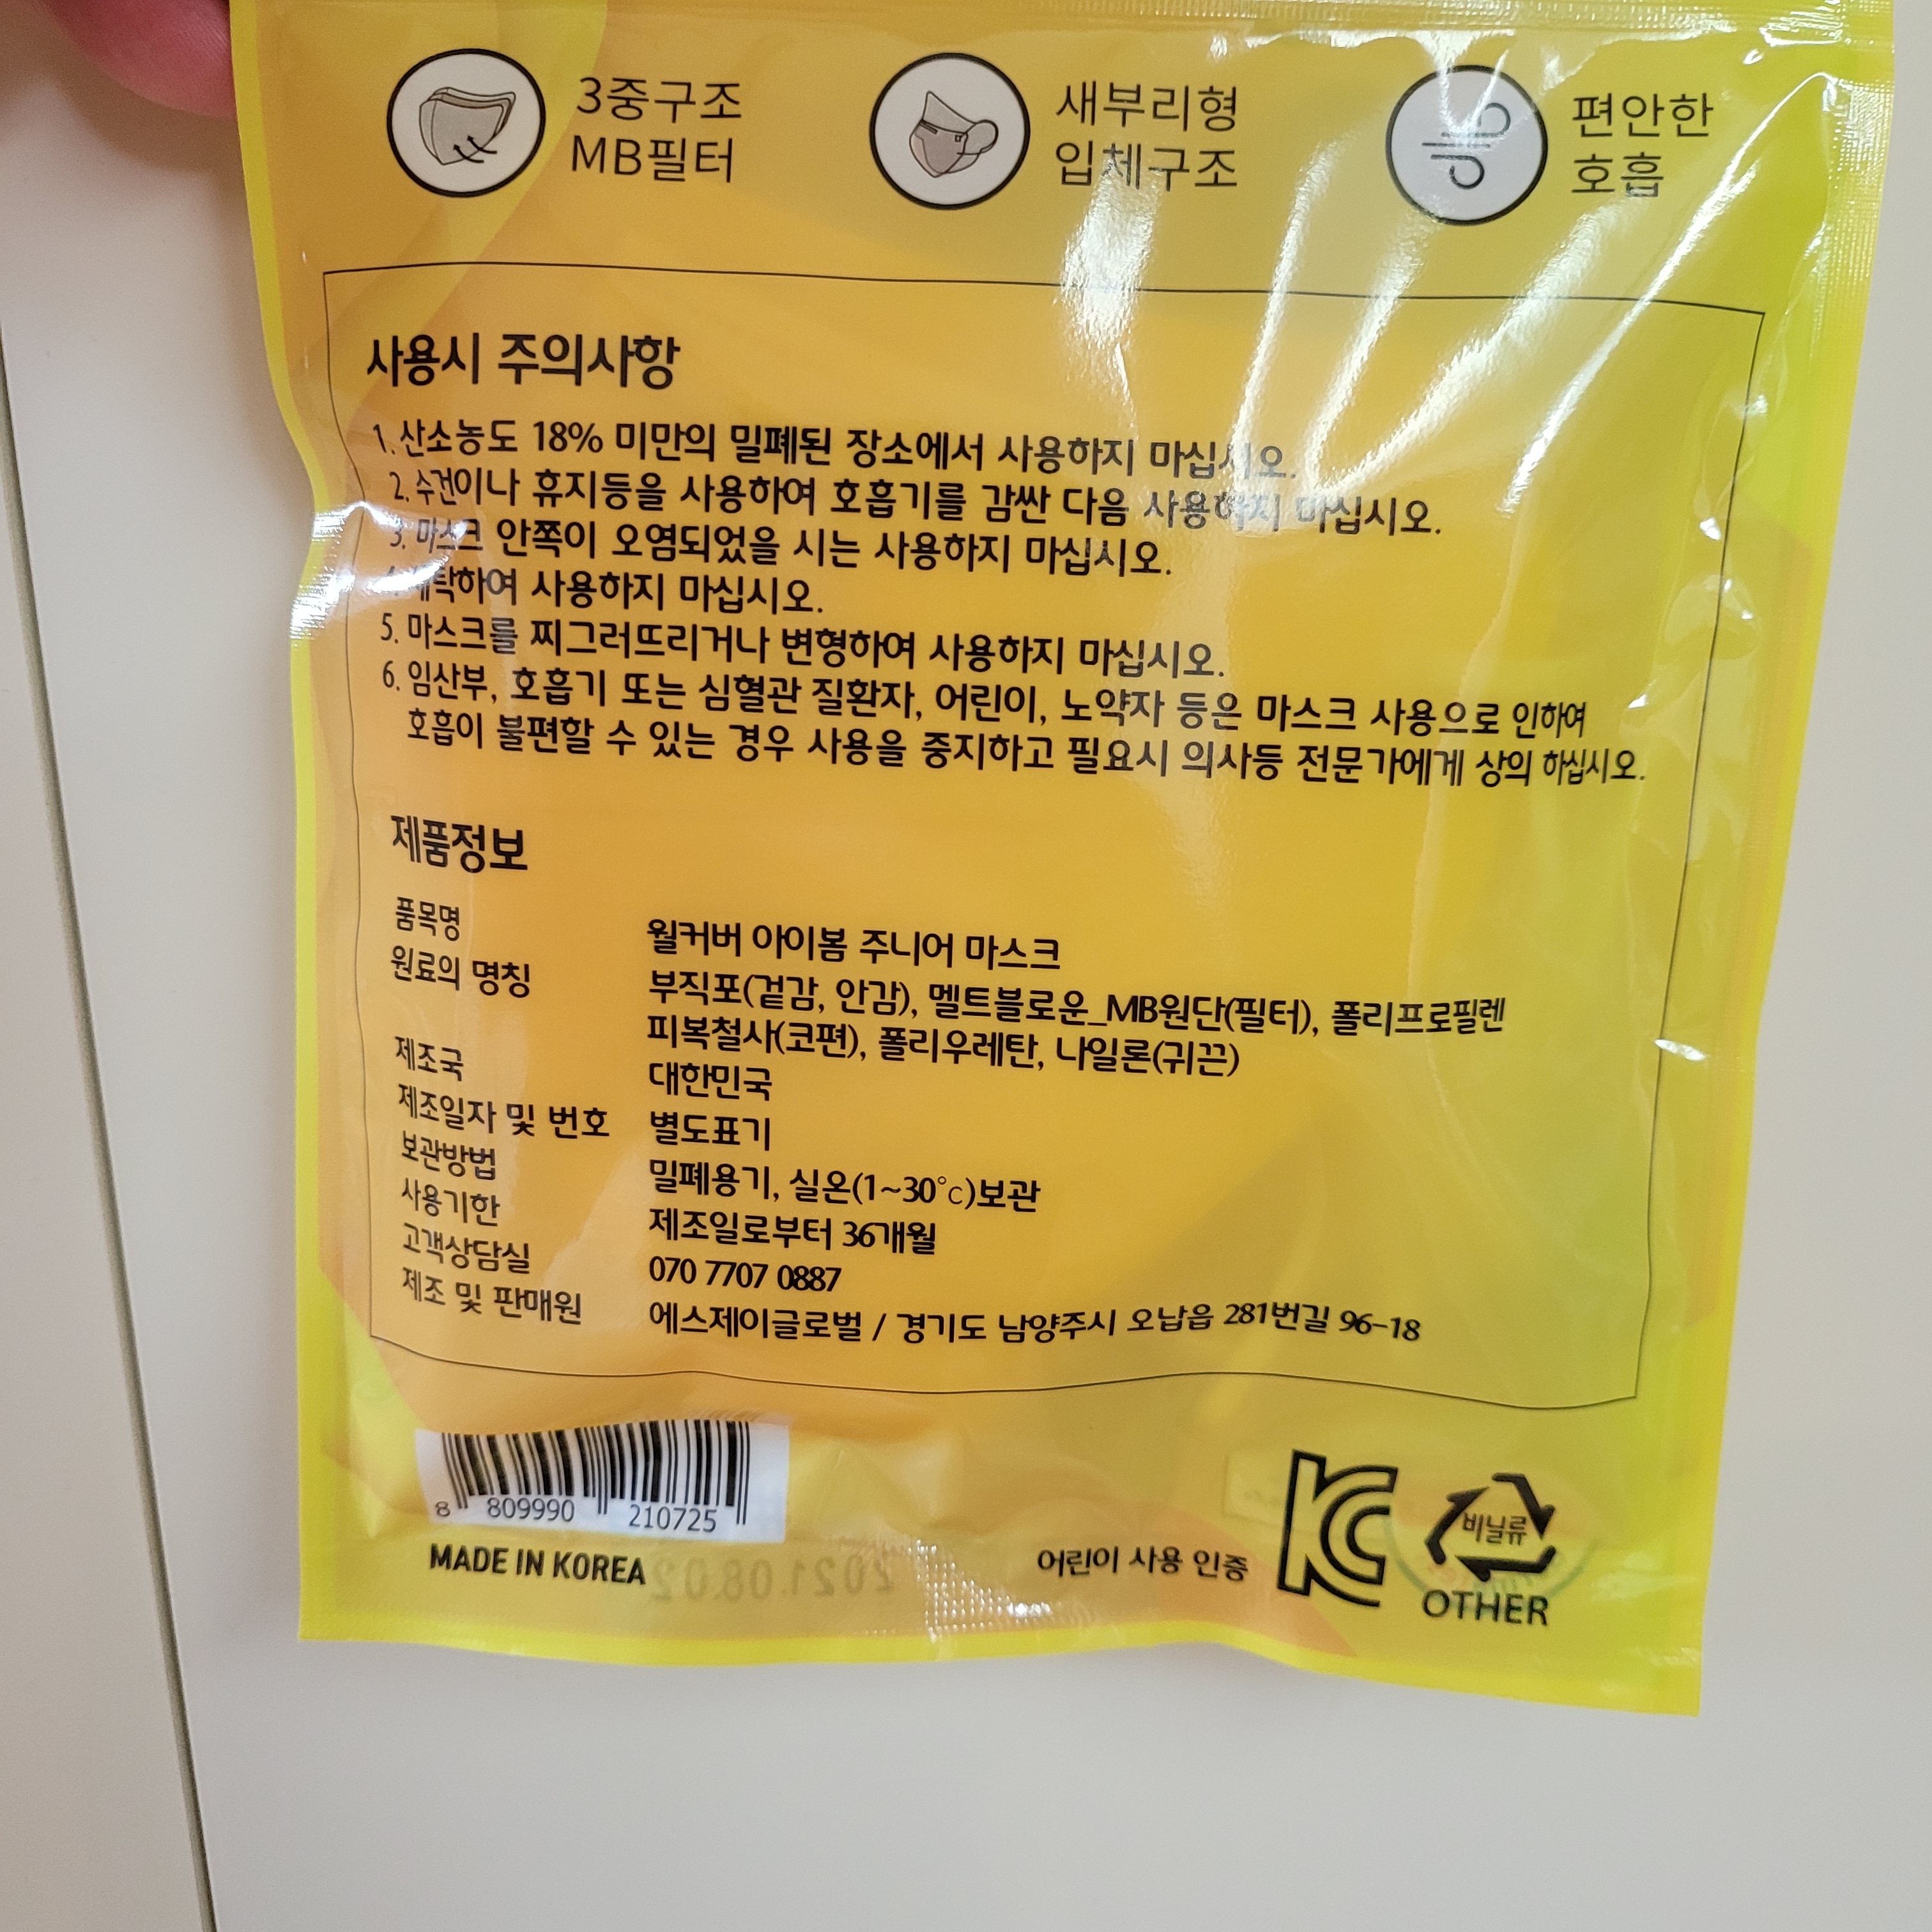 3중구조
MB필터
새부리형
입체구조
편안한
호흡
사용시 주의사항
1. 산소농도 18% 미만의 밀폐된 장소에서 사용하지 마십시오.
2. 수건이나 휴지등을 사용하여 호흡기를 감싼 다음 사용하지 마십시오.
3. 마스크 안쪽이 오염되었을 시는 사용하지 마십시오.
4. 세탁하여 사용하지 마십시오.
5. 마스크를 찌그러뜨리거나 변형하여 사용하지 마십시오.
6. 임산부, 호흡기 또는 심혈관 질환자, 어린이, 노약자 등은 마스크 사용으로 인하여
호흡이 불편할 수 있는 경우 사용을 중지하고 필요시 의사등 전문가에게 상의 하십시오.
제품정보
품목명 윌커버 아이봄 주니어 마스크
원료의 명칭 부직포(겉감, 안감), 멜트블로운_MB원단(필터), 폴리프로필렌
피복철사(코편), 폴리우레탄, 나일론(귀끈)
제조국 대한민국
제조일자 및 번호 별도표기
보관방법 밀폐용기, 실온(1~30℃)보관
사용기한 제조일로부터 36개월
고객상담실 070 7707 0887
제조 및 판매원 에스제이글로벌 / 경기도 남양주시 오남읍 281번길 96-18
8 809990 210725
MADE IN KOREA
2021.08.02
어린이 사용 인증
KC
비닐류
OTHER